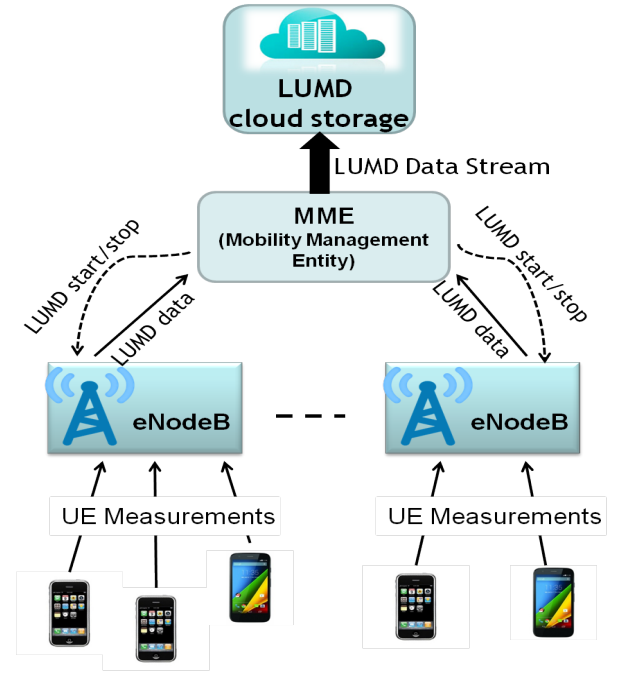 LUMD
cloud storage
LUMD Data Stream
MME
(Mobility Management
Entity)
LUMD start/stop
LUMD data
LUMD start/stop
LUMD data
eNodeB
eNodeB
UE Measurements
UE Measurements